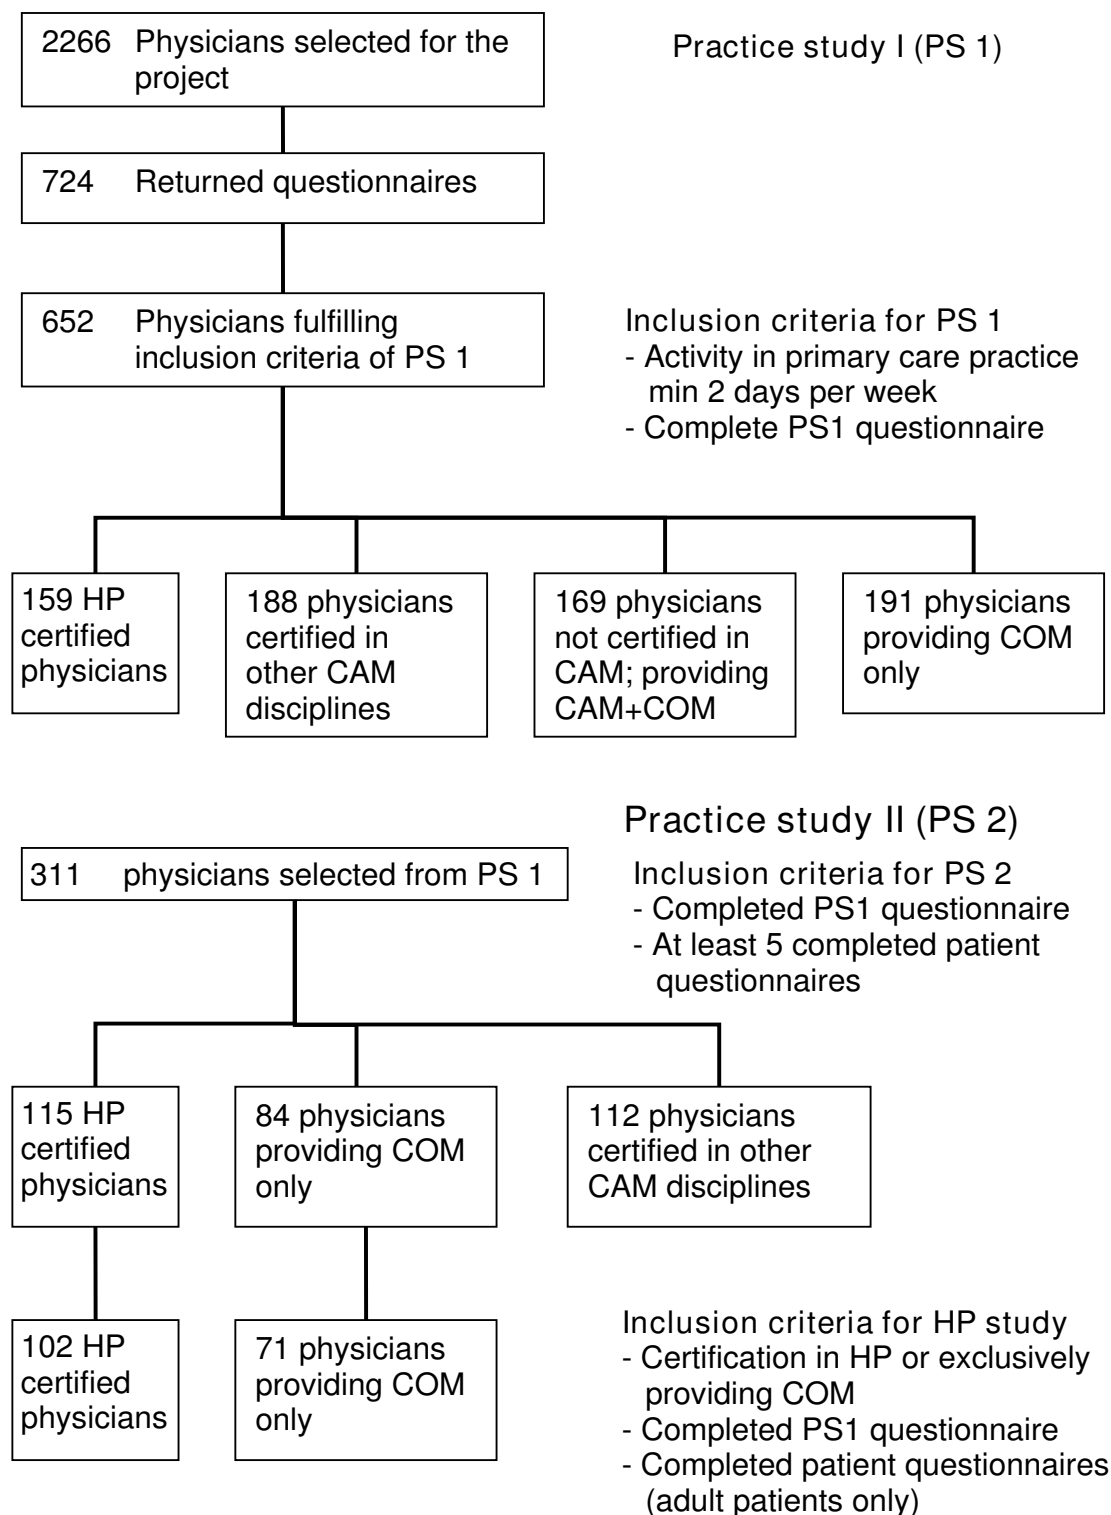 2266 Physicians selected for the
project
Practice study I (PS 1)
724 Returned questionnaires
652 Physicians fulfilling
inclusion criteria of PS 1
Inclusion criteria for PS 1
- Activity in primary care practice
min 2 days per week
- Complete PS1 questionnaire
159 HP
certified
physicians
188 physicians
certified in
other CAM
disciplines
169 physicians
not certified in
CAM; providing
CAM+COM
191 physicians
providing COM
only
Practice study II (PS 2)
311 physicians selected from PS 1
Inclusion criteria for PS 2
- Completed PS1 questionnaire
- At least 5 completed patient
questionnaires
115 HP
certified
physicians
84 physicians
providing COM
only
112 physicians
certified in other
CAM disciplines
102 HP
certified
physicians
71 physicians
providing COM
only
Inclusion criteria for HP study
- Certification in HP or exclusively
providing COM
- Completed PS1 questionnaire
- Completed patient questionnaires
(adult patients only)